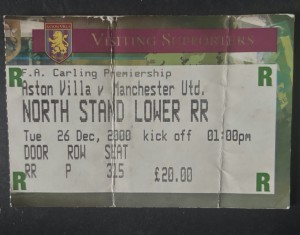 VISITING SUPPORTERS
R
R
F.A. Carling Premiership
Aston Villa v Manchester Utd.
NORTH STAND LOWER RR
Tue 26 Dec, 2000 kick off 01:00pm
DOOR ROW SEAT
RR P 315 £20.00
R
R